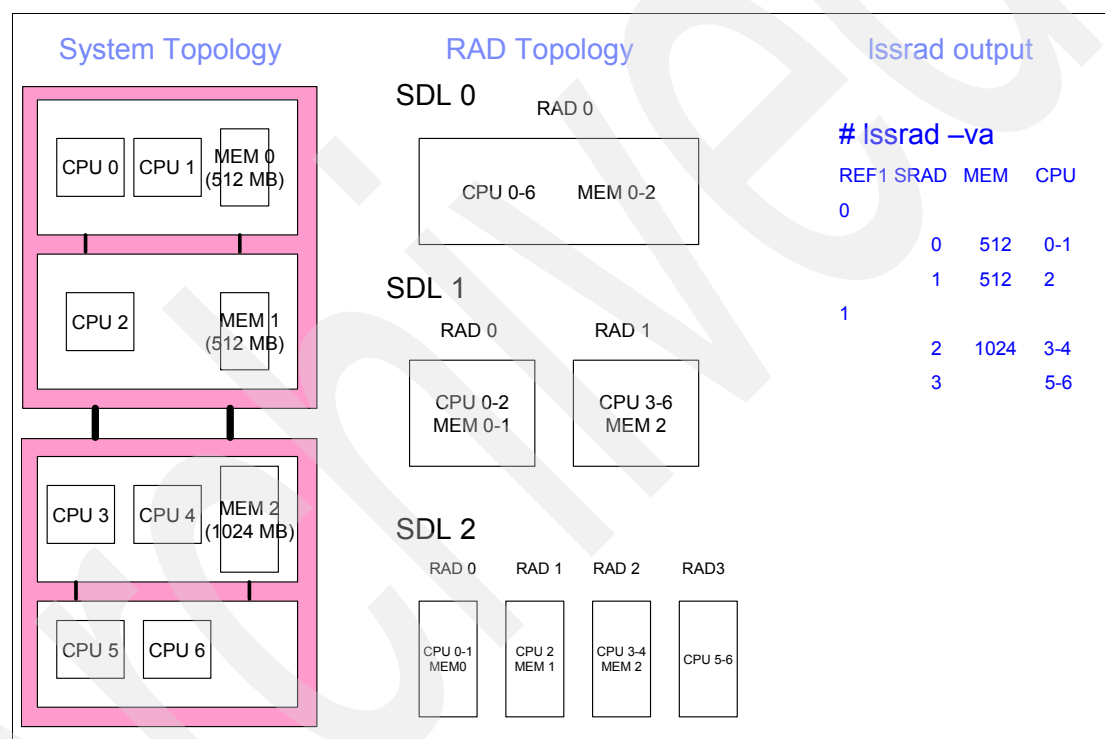 System Topology
CPU 0
CPU 1
MEM 0
(512 MB)
CPU 2
MEM 1
(512 MB)
CPU 3
CPU 4
MEM 2
(1024 MB)
CPU 5
CPU 6
RAD Topology
SDL 0
RAD 0
CPU 0-6 MEM 0-2
SDL 1
RAD 0
RAD 1
CPU 0-2
MEM 0-1
CPU 3-6
MEM 2
SDL 2
RAD 0
RAD 1
RAD 2
RAD3
CPU 0-1
MEM0
CPU 2
MEM 1
CPU 3-4
MEM 2
CPU 5-6
lssrad output
# lssrad –va
REF1 SRAD MEM CPU
0
0 512 0-1
1 512 2
1
2 1024 3-4
3 5-6